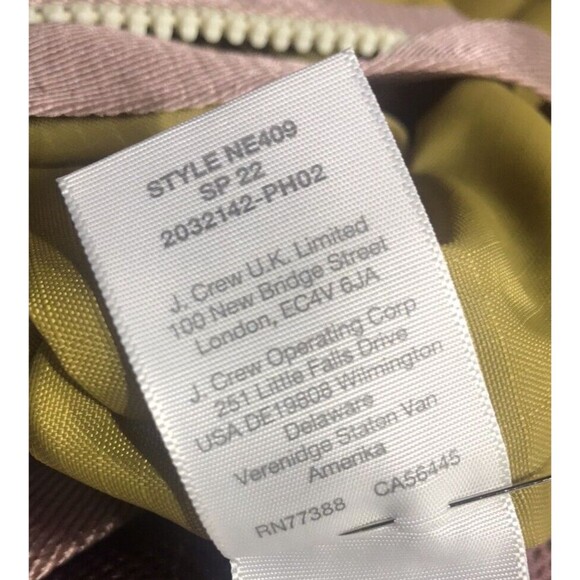 STYLE NE409
SP 22
2032142-PH02
J. Crew U.K. Limited
100 New Bridge Street
London, EC4V 6JA
J. Crew Operating Corp
251 Little Falls Drive
USA DE19808 Wilmington
Delaware
Verenidge Staten Van
Amerika
RN77388 CA56445